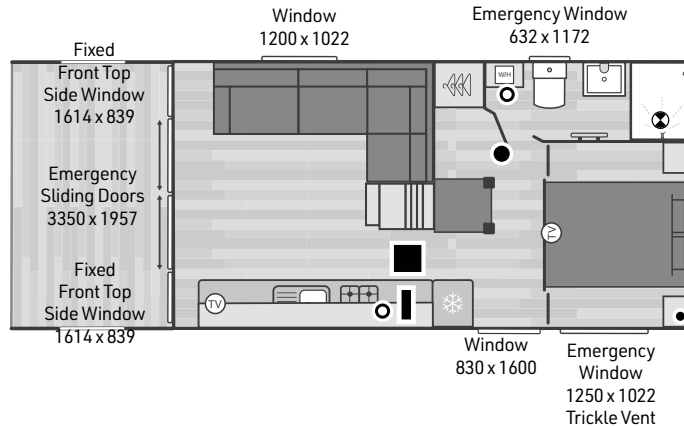 Window
1200 x 1022
Emergency Window
632 x 1172
Fixed
Front Top
Side Window
1614 x 839
W/H
Emergency
Sliding Doors
3350 x 1957
TV
Fixed
Front Top
Side Window
1614 x 839
TV
Window
830 x 1600
Emergency
Window
1250 x 1022
Trickle Vent